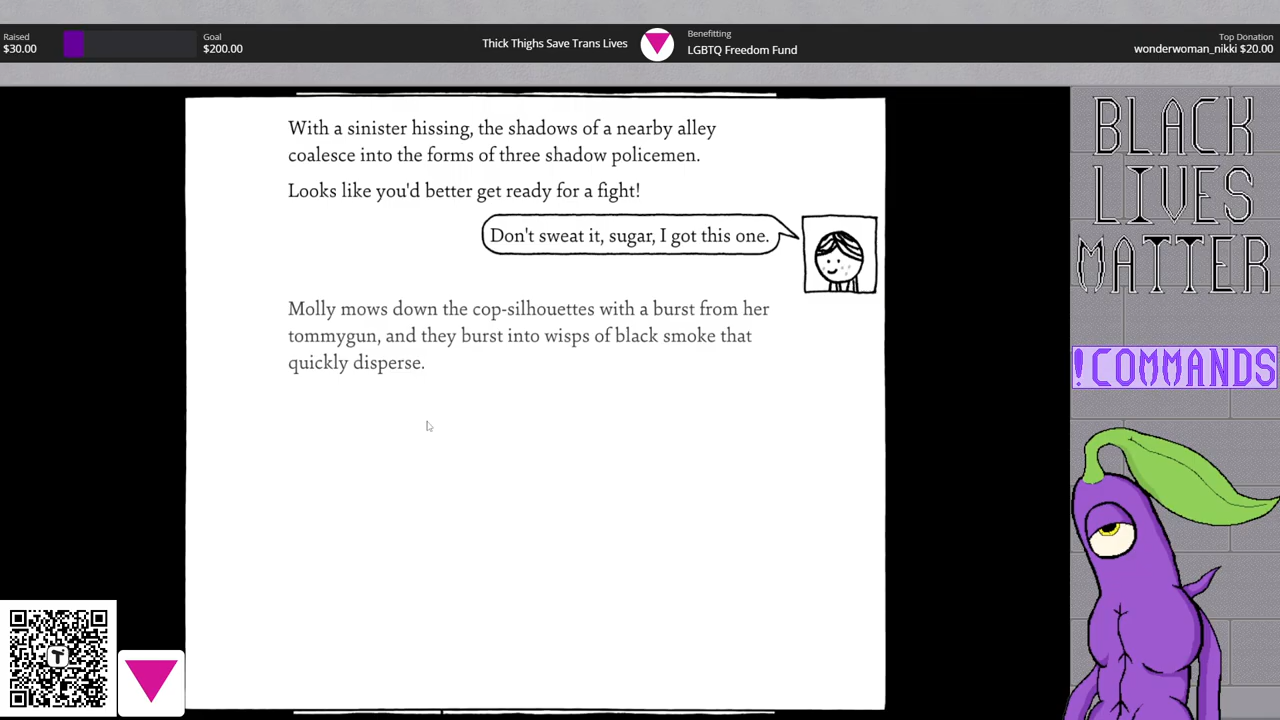 Raised
$30.00
Goal
$200.00
Thick Thighs Save Trans Lives
Benefitting
LGBTQ Freedom Fund
Top Donation
wonderwoman_nikki $20.00
With a sinister hissing, the shadows of a nearby alley
coalesce into the forms of three shadow policemen.
Looks like you'd better get ready for a fight!
Don't sweat it, sugar, I got this one.
Molly mows down the cop-silhouettes with a burst from her
tommygun, and they burst into wisps of black smoke that
quickly disperse.
BLACK
LIVES
MATTER
!COMMANDS
T